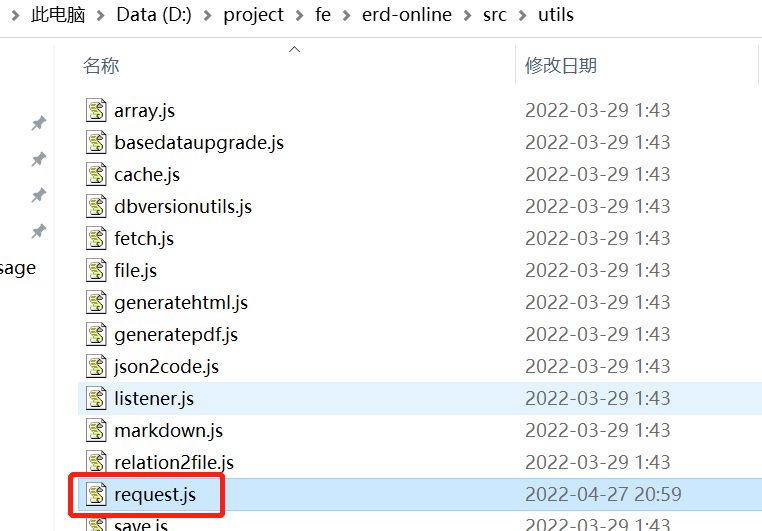 此电脑 > Data (D:) > project > fe > erd-online > src > utils
名称 修改日期
array.js 2022-03-29 1:43
basedataupgrade.js 2022-03-29 1:43
cache.js 2022-03-29 1:43
dbversionutils.js 2022-03-29 1:43
fetch.js 2022-03-29 1:43
file.js 2022-03-29 1:43
sage
generatehtml.js 2022-03-29 1:43
generatepdf.js 2022-03-29 1:43
json2code.js 2022-03-29 1:43
listener.js 2022-03-29 1:43
markdown.js 2022-03-29 1:43
relation2file.js 2022-03-29 1:43
request.js 2022-04-27 20:59
save.js 2022-03-29 1:43